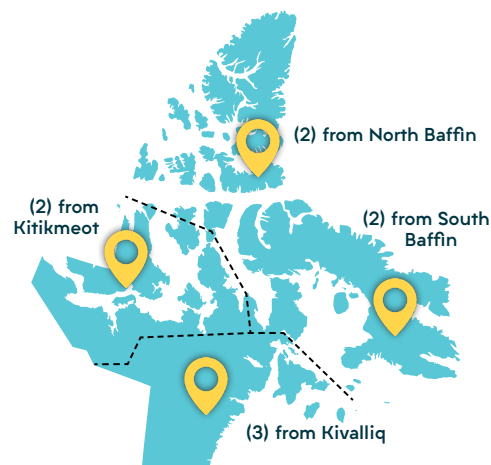 (2) from North Baffin
(2) from
Kitikmeot
(2) from South
Baffin
(3) from Kivalliq